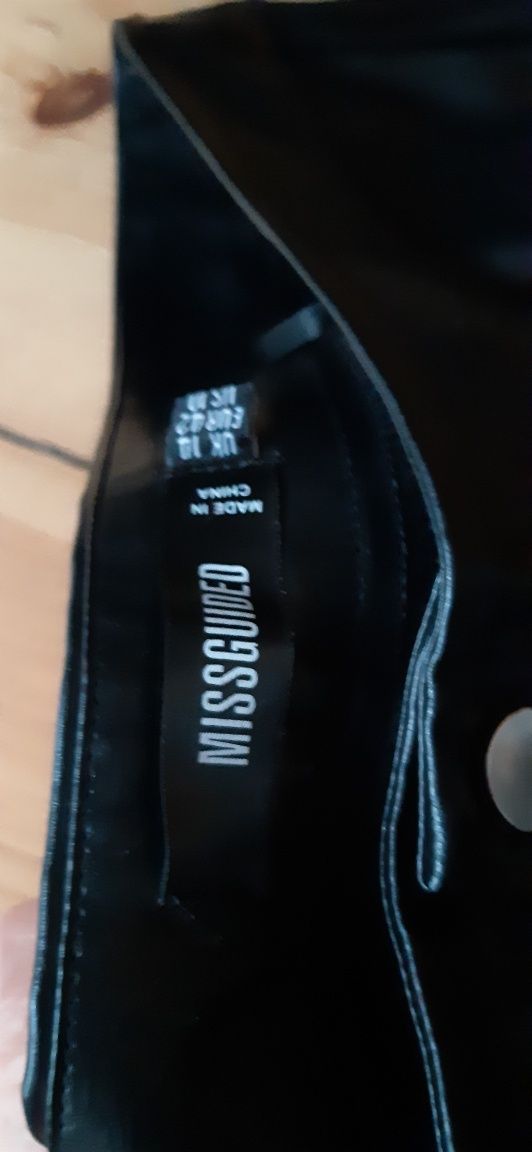 MISSGUIDED
MADE IN
CHINA
UK 14
EUR 42
US 10